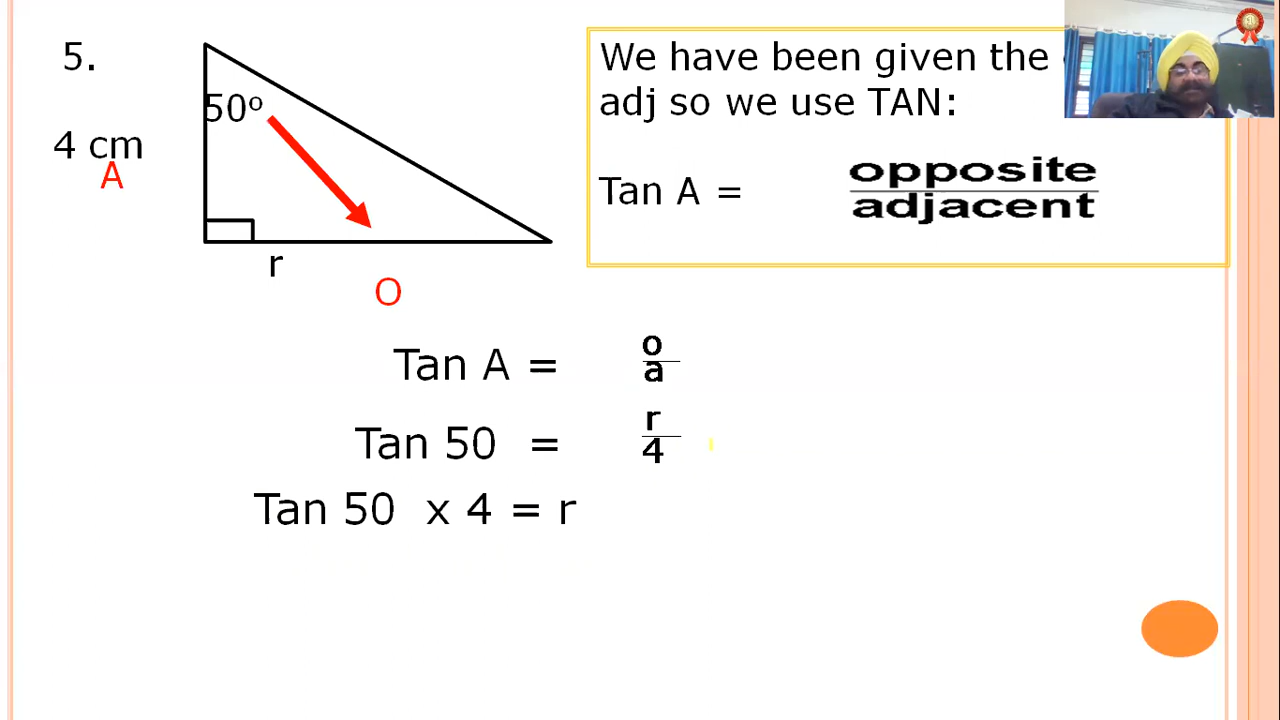 5.
50º
4 cm
A
r
O
We have been given the
adj so we use TAN:
Tan A = opposite
adjacent
Tan A = o
a
Tan 50 = r
4
Tan 50 x 4 = r